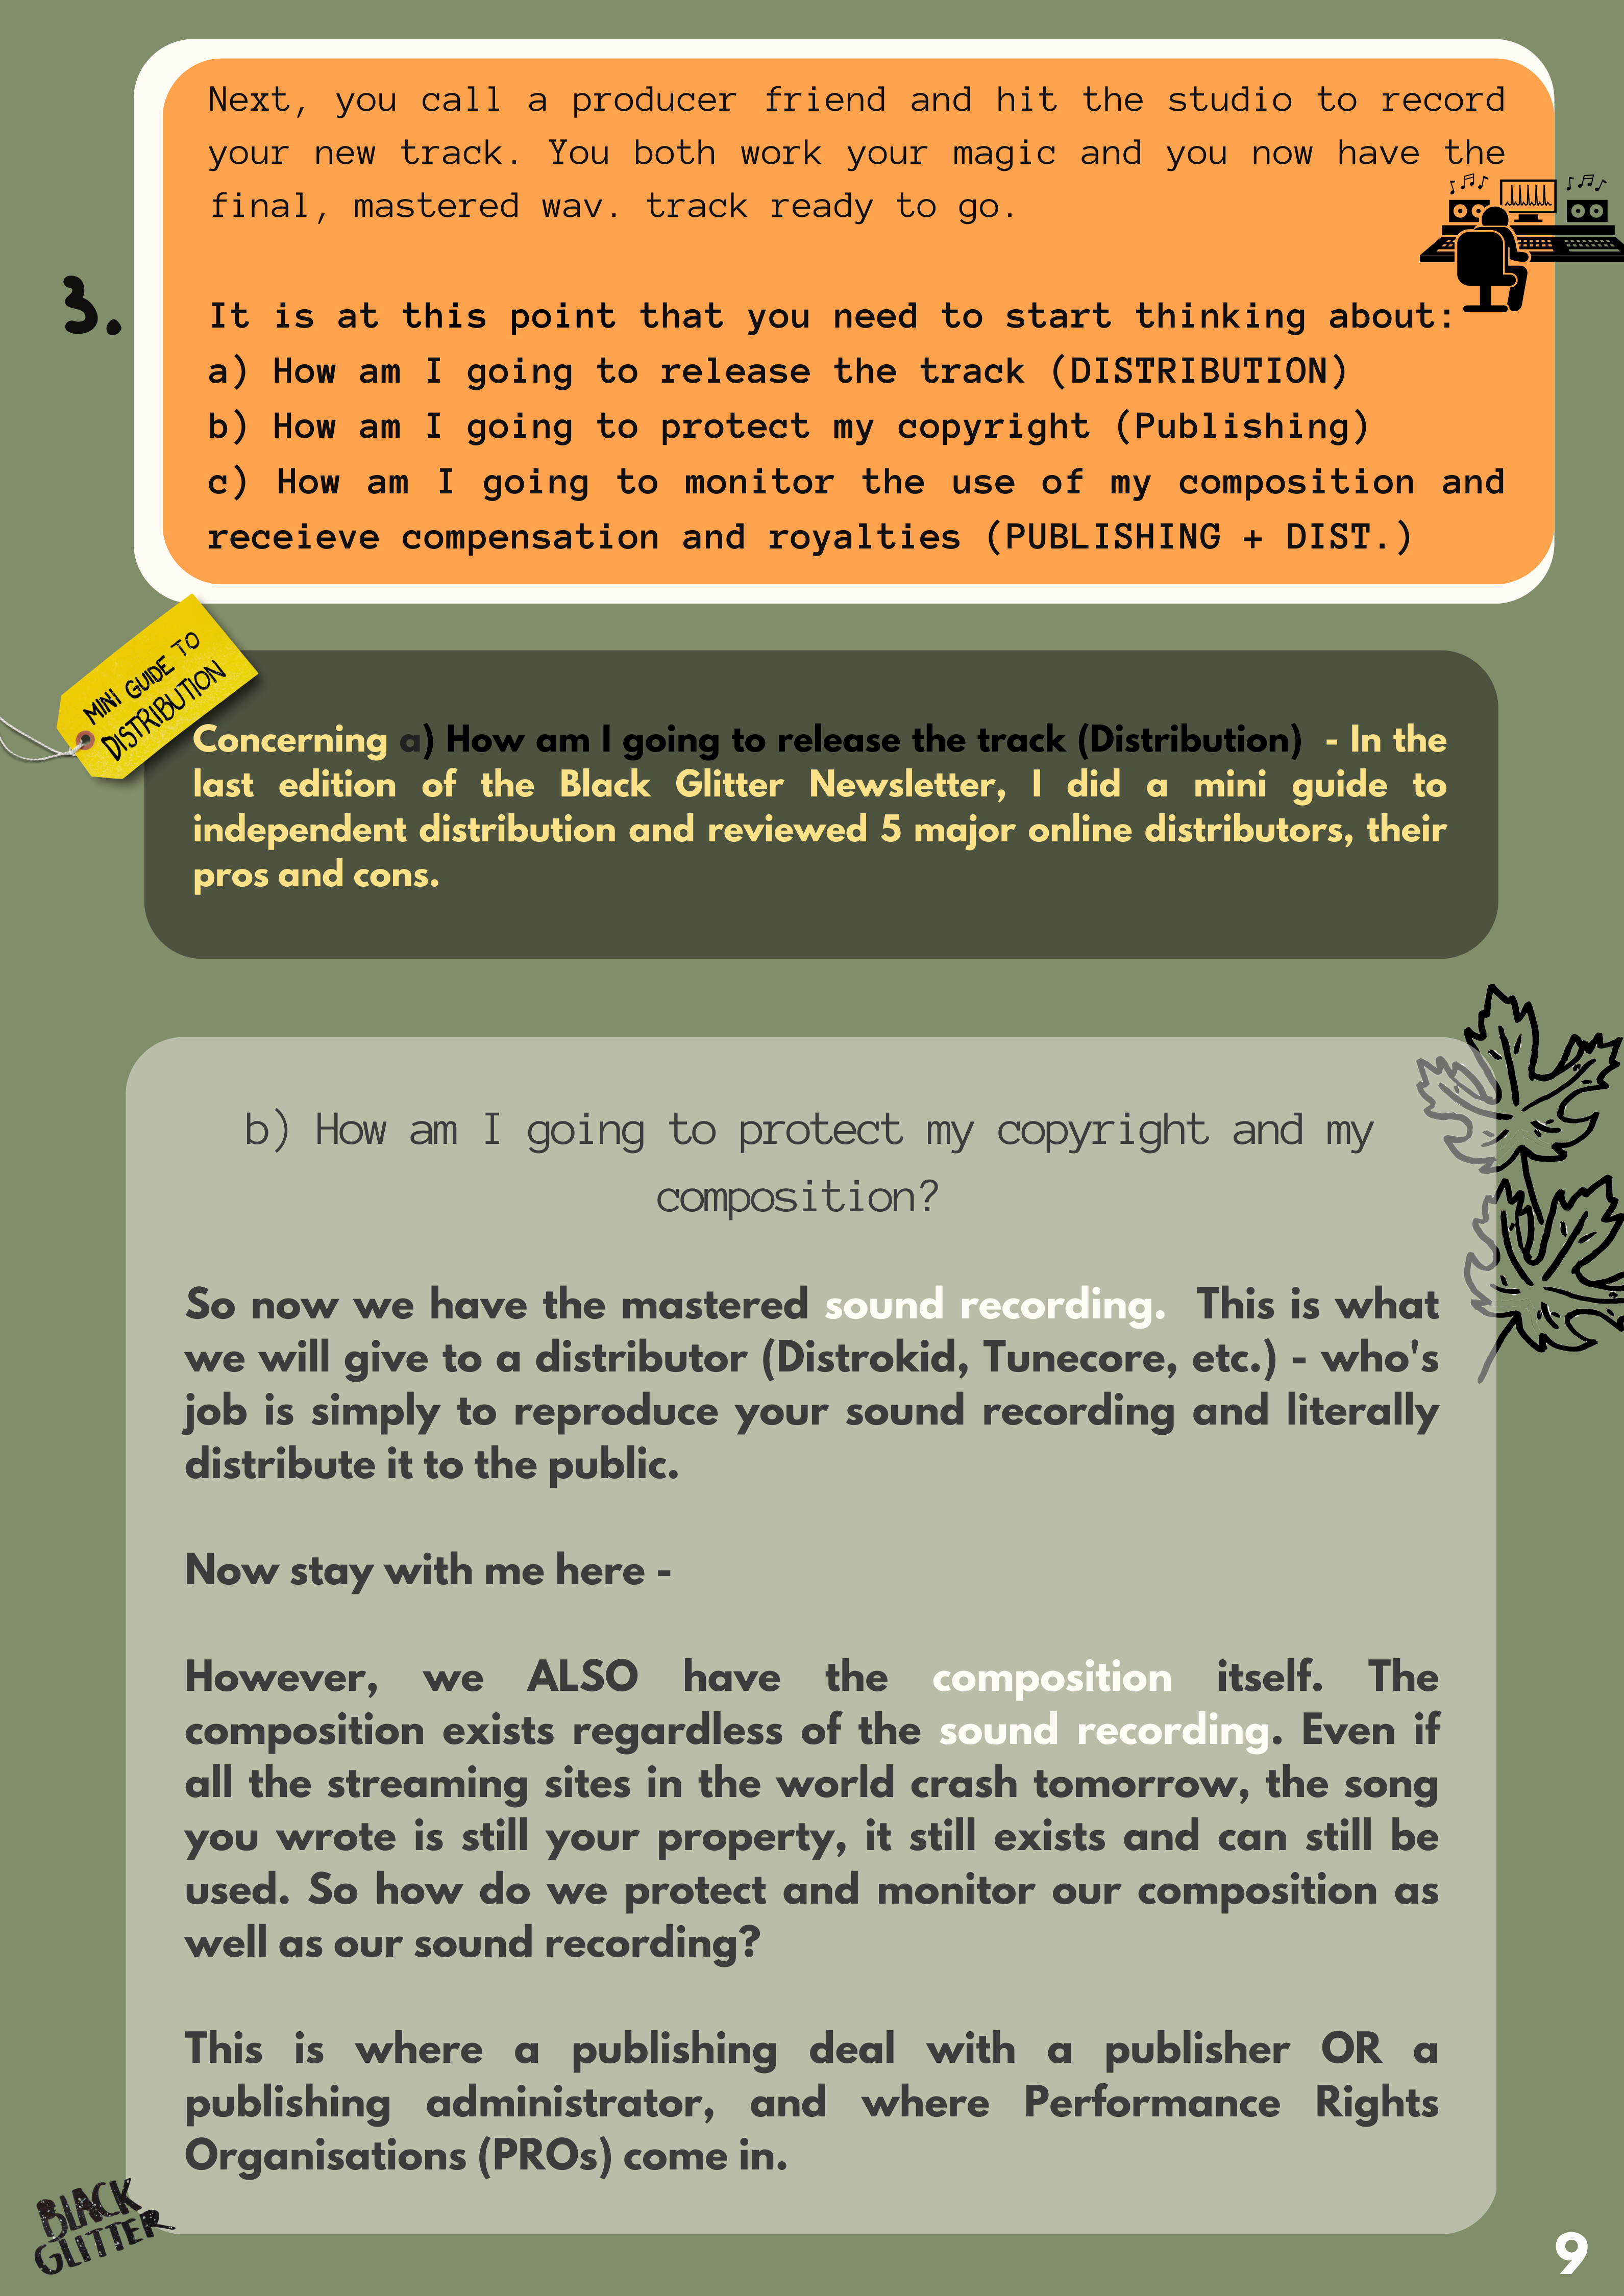 Next, you call a producer friend and hit the studio to record
your new track. You both work your magic and you now have the
final, mastered wav. track ready to go.
3.
It is at this point that you need to start thinking about:
a) How am I going to release the track (DISTRIBUTION)
b) How am I going to protect my copyright (Publishing)
c) How am I going to monitor the use of my composition and
receieve compensation and royalties (PUBLISHING + DIST.)
MINI GUIDE TO
DISTRIBUTION
Concerning a) How am I going to release the track (Distribution) - In the
last edition of the Black Glitter Newsletter, I did a mini guide to
independent distribution and reviewed 5 major online distributors, their
pros and cons.
b) How am I going to protect my copyright and my
composition?
So now we have the mastered sound recording. This is what
we will give to a distributor (Distrokid, Tunecore, etc.) - who's
job is simply to reproduce your sound recording and literally
distribute it to the public.
Now stay with me here -
However, we ALSO have the composition itself. The
composition exists regardless of the sound recording. Even if
all the streaming sites in the world crash tomorrow, the song
you wrote is still your property, it still exists and can still be
used. So how do we protect and monitor our composition as
well as our sound recording?
This is where a publishing deal with a publisher OR a
publishing administrator, and where Performance Rights
Organisations (PROs) come in.
BLACK
GLITTER
9